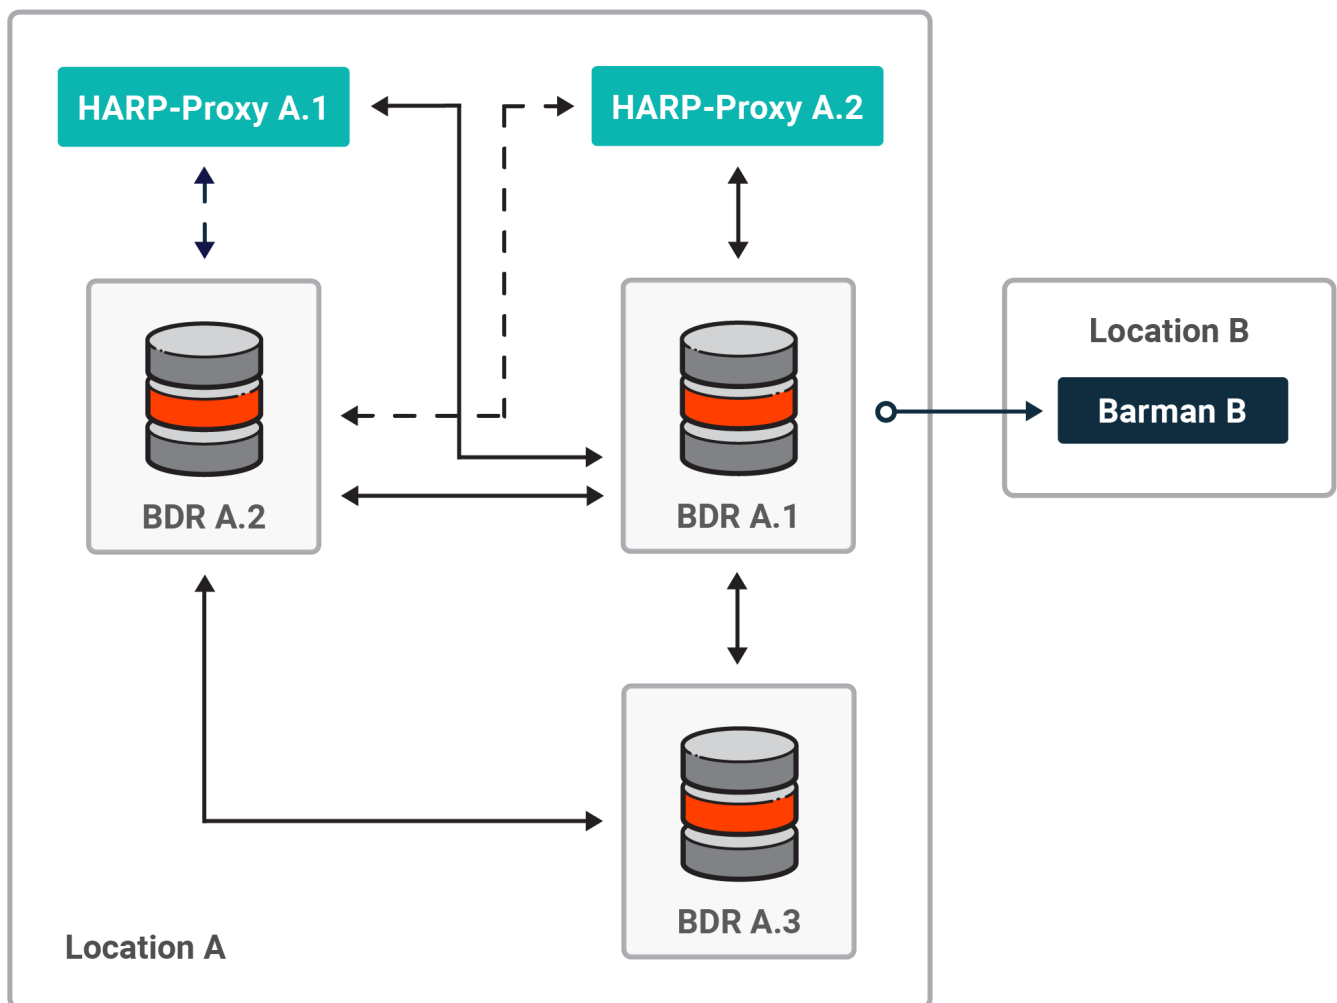 HARP-Proxy A.1
HARP-Proxy A.2
Location B
Barman B
BDR A.2
BDR A.1
BDR A.3
Location A